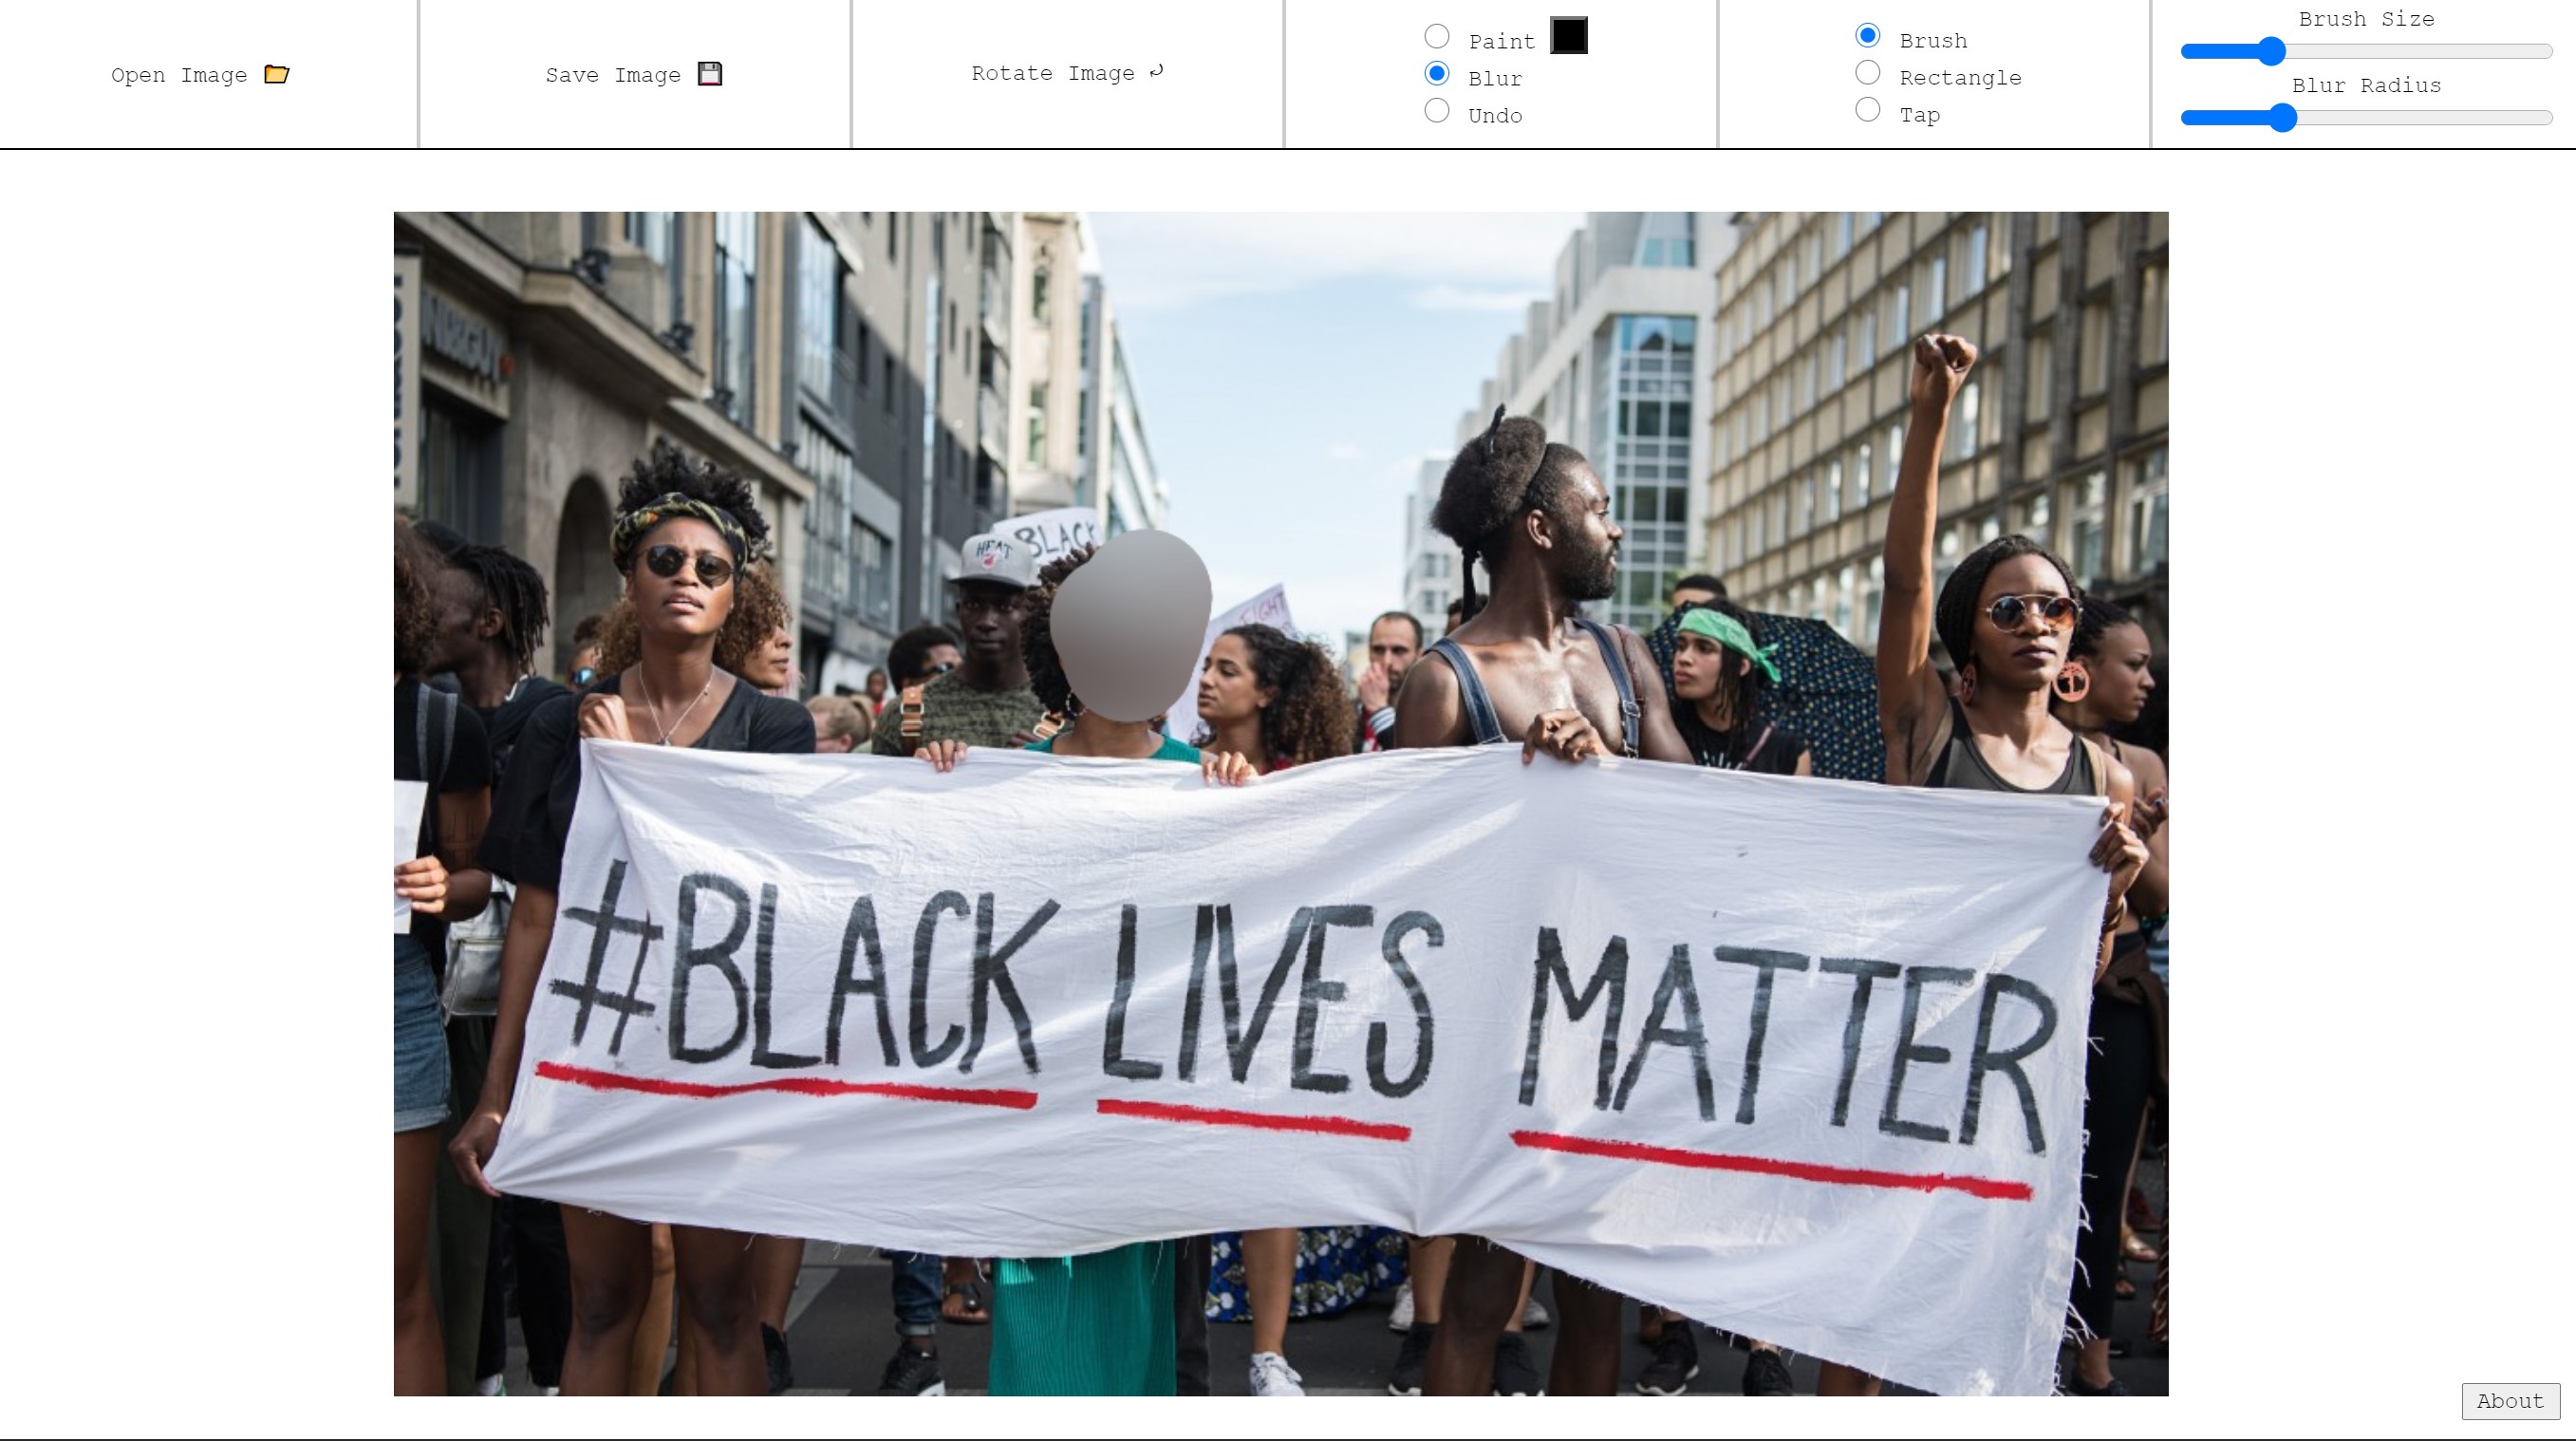 Open Image
Save Image
Rotate Image
Paint
Blur
Undo
Brush
Rectangle
Tap
Brush Size
Blur Radius
BLACK
HEAT
#BLACK LIVES MATTER
About